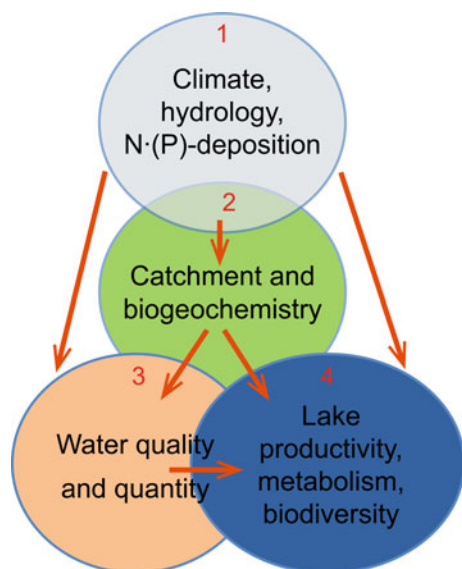 1
Climate,
hydrology,
N·(P)-deposition
2
Catchment and
biogeochemistry
3
Water quality
and quantity
4
Lake
productivity,
metabolism,
biodiversity